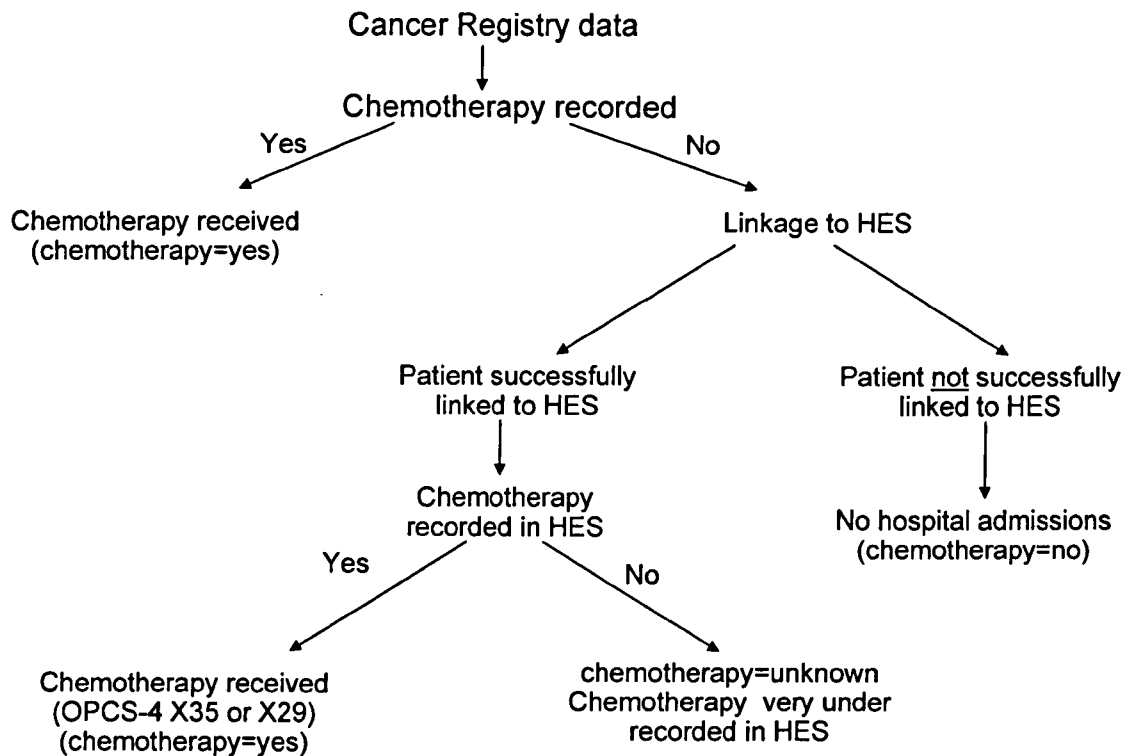 Cancer Registry data
Chemotherapy recorded
Yes
No
Chemotherapy received
(chemotherapy=yes)
Linkage to HES
Patient successfully
linked to HES
Patient not successfully
linked to HES
Chemotherapy
recorded in HES
No hospital admissions
(chemotherapy=no)
Yes
No
Chemotherapy received
(OPCS-4 X35 or X29)
(chemotherapy=yes)
chemotherapy=unknown
Chemotherapy very under
recorded in HES